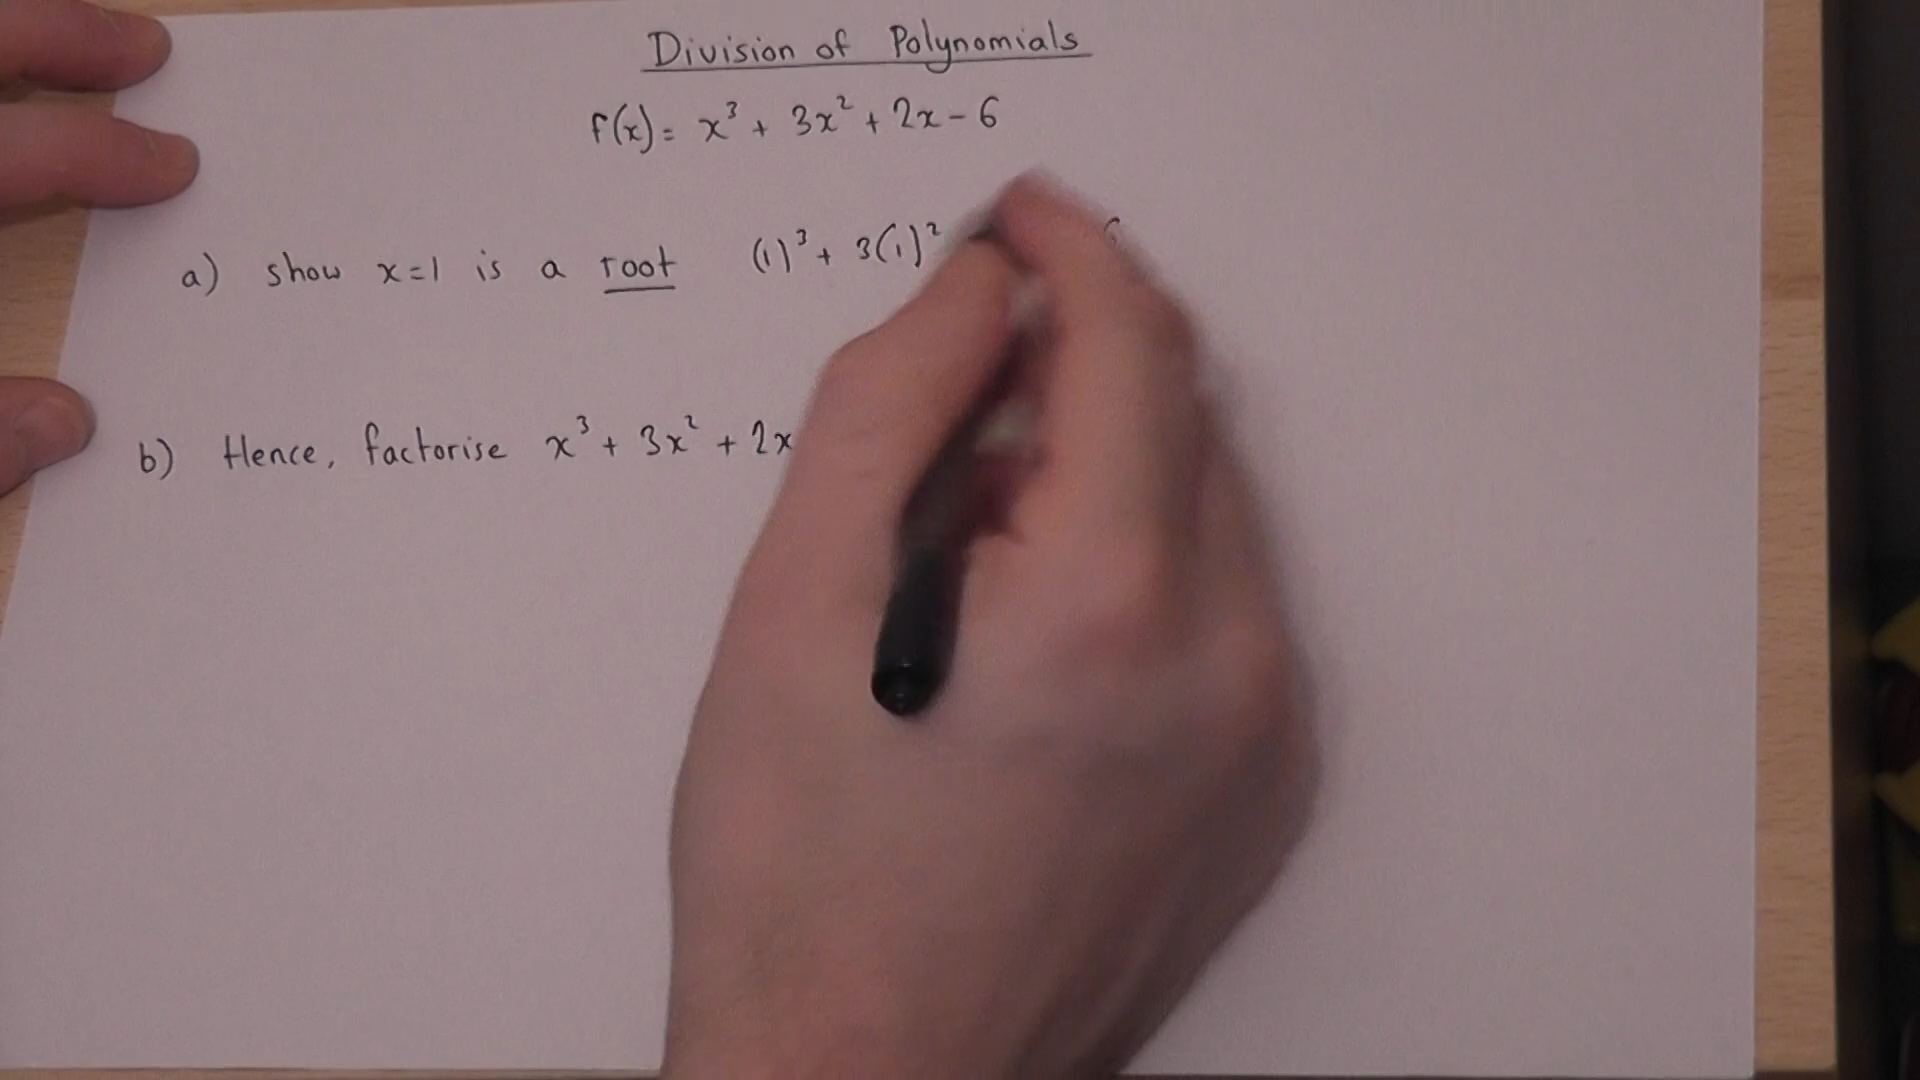 Division of Polynomials
f(x) = x³ + 3x² + 2x - 6
a) show x=1 is a root (1)³ + 3(1)²
b) Hence, factorise x³ + 3x² + 2x